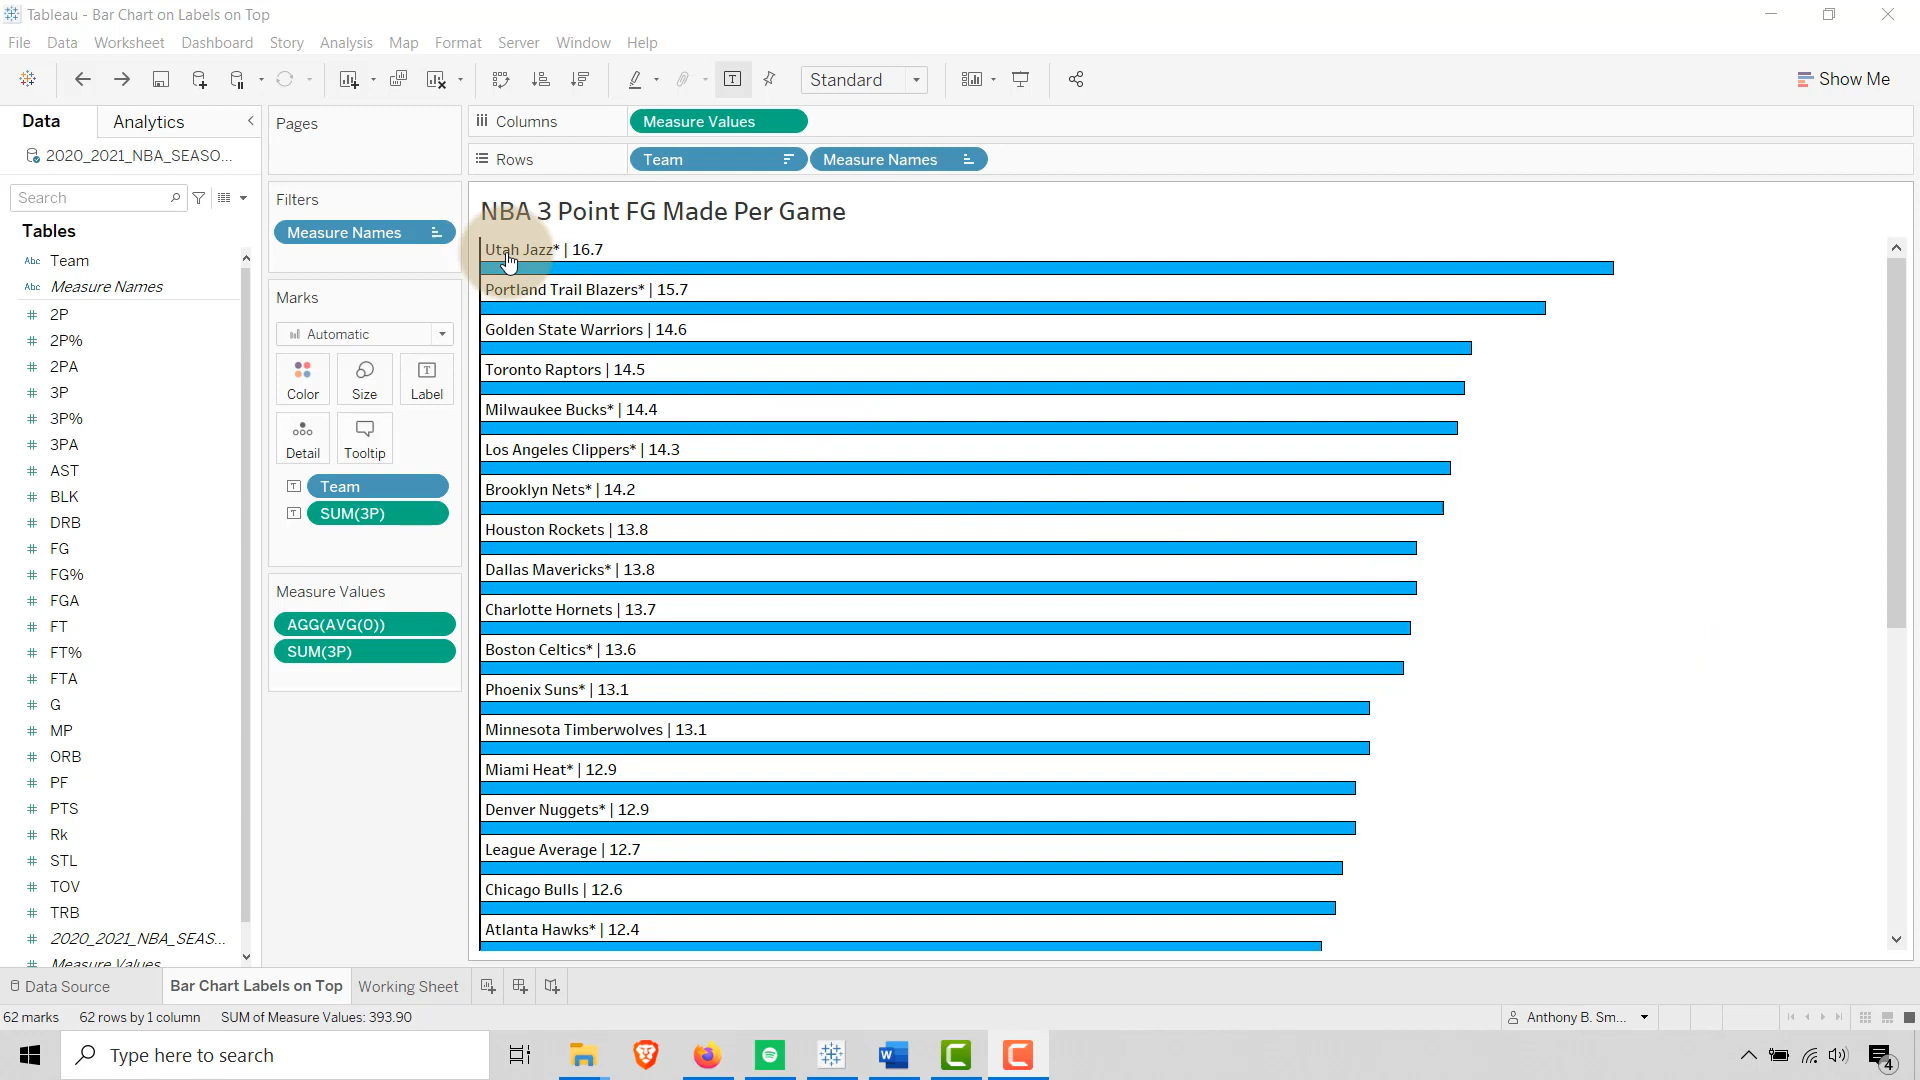 Tableau - Bar Chart on Labels on Top
File Data Worksheet Dashboard Story Analysis Map Format Server Window Help
Standard
Show Me
Data Analytics
2020_2021_NBA_SEASO...
Search
Tables
Abc Team
Abc Measure Names
2P
2P%
2PA
3P
3P%
3PA
AST
BLK
DRB
FG
FG%
FGA
FT
FT%
FTA
G
MP
ORB
PF
PTS
Rk
STL
TOV
TRB
2020_2021_NBA_SEAS...
Measure Values
Pages
Filters
Measure Names
Marks
Automatic
Color Size Label
Detail Tooltip
Team
SUM(3P)
Measure Values
AGG(AVG(0))
SUM(3P)
Columns Measure Values
Rows Team Measure Names
NBA 3 Point FG Made Per Game
Utah Jazz* | 16.7
Portland Trail Blazers* | 15.7
Golden State Warriors | 14.6
Toronto Raptors | 14.5
Milwaukee Bucks* | 14.4
Los Angeles Clippers* | 14.3
Brooklyn Nets* | 14.2
Houston Rockets | 13.8
Dallas Mavericks* | 13.8
Charlotte Hornets | 13.7
Boston Celtics* | 13.6
Phoenix Suns* | 13.1
Minnesota Timberwolves | 13.1
Miami Heat* | 12.9
Denver Nuggets* | 12.9
League Average | 12.7
Chicago Bulls | 12.6
Atlanta Hawks* | 12.4
Data Source Bar Chart Labels on Top Working Sheet
62 marks 62 rows by 1 column SUM of Measure Values: 393.90
Anthony B. Sm...
Type here to search
4